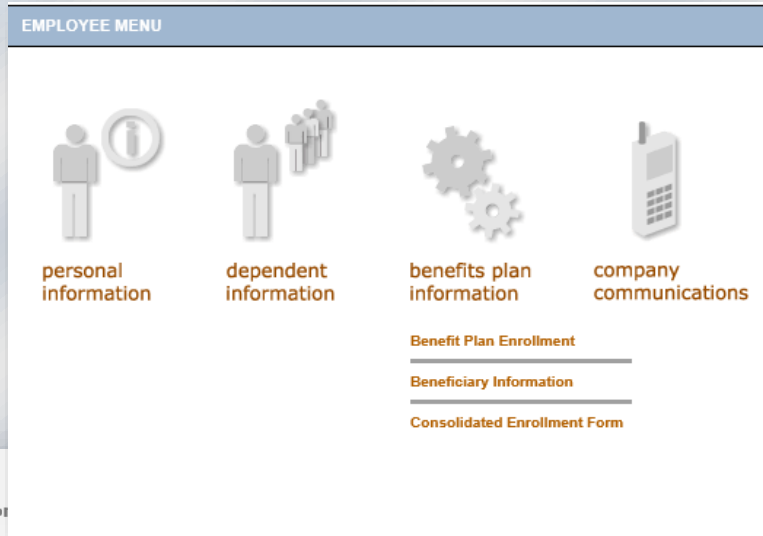 EMPLOYEE MENU
personal
information
dependent
information
benefits plan
information
company
communications
Benefit Plan Enrollment
Beneficiary Information
Consolidated Enrollment Form